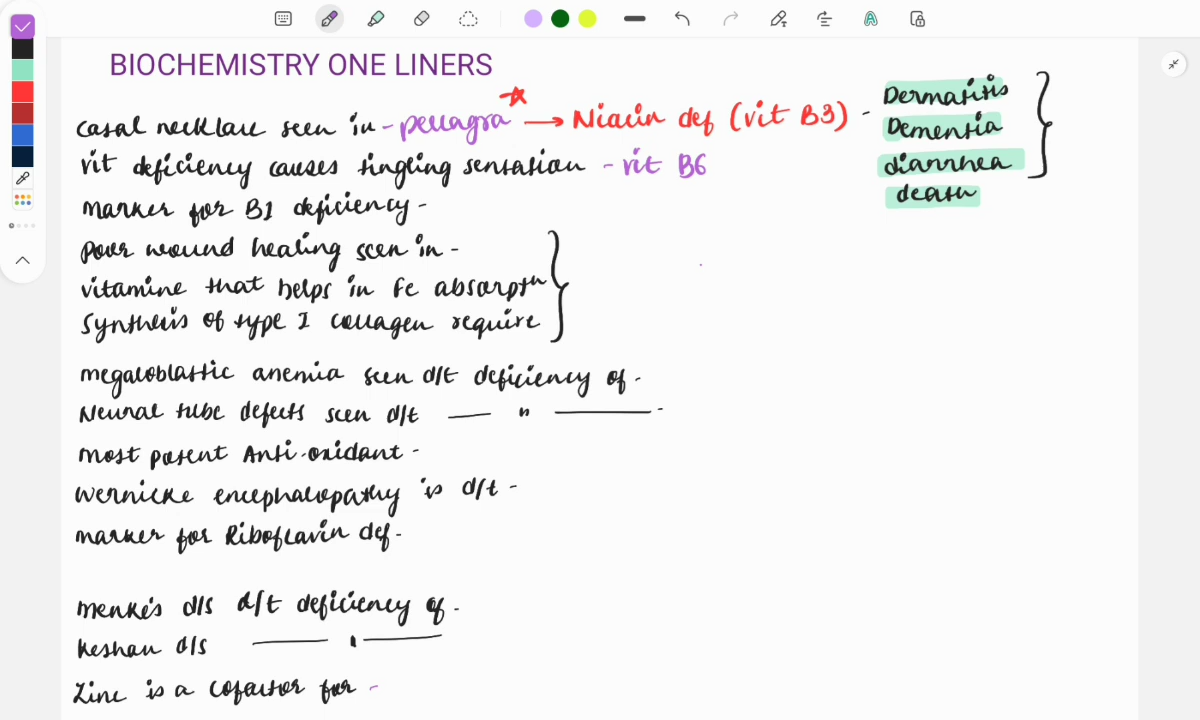 BIOCHEMISTRY ONE LINERS
Casal necklace seen in - pellagra → Niacin def (vit B3) -
Dermatitis
Dementia
diarrhea
death
vit deficiency causes tingling sensation - vit B6
Marker for B1 deficiency -
Poor wound healing seen in -
vitamine that helps in Fe absorptn
Synthesis of type I collagen require
megaloblastic anemia seen d/t deficiency of -
Neural tube defects seen d/t — " — -
most potent Anti-oxidant -
Wernicke encephalopathy is d/t -
marker for Riboflavin def -
Menke's d/s d/t deficiency of -
Keshan d/s — " —
Zinc is a cofactor for -